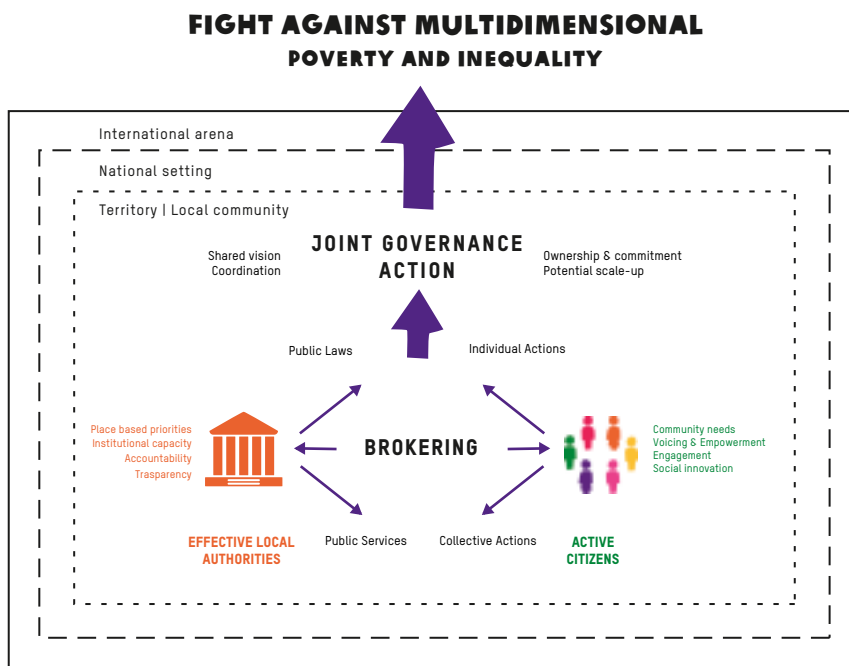 FIGHT AGAINST MULTIDIMENSIONAL
POVERTY AND INEQUALITY
International arena
National setting
Territory | Local community
JOINT GOVERNANCE
ACTION
Shared vision
Coordination
Ownership & commitment
Potential scale-up
Public Laws
Individual Actions
Place based priorities
Institutional capacity
Accountability
Trasparency
BROKERING
Community needs
Voicing & Empowerment
Engagement
Social innovation
EFFECTIVE LOCAL
AUTHORITIES
Public Services
Collective Actions
ACTIVE
CITIZENS